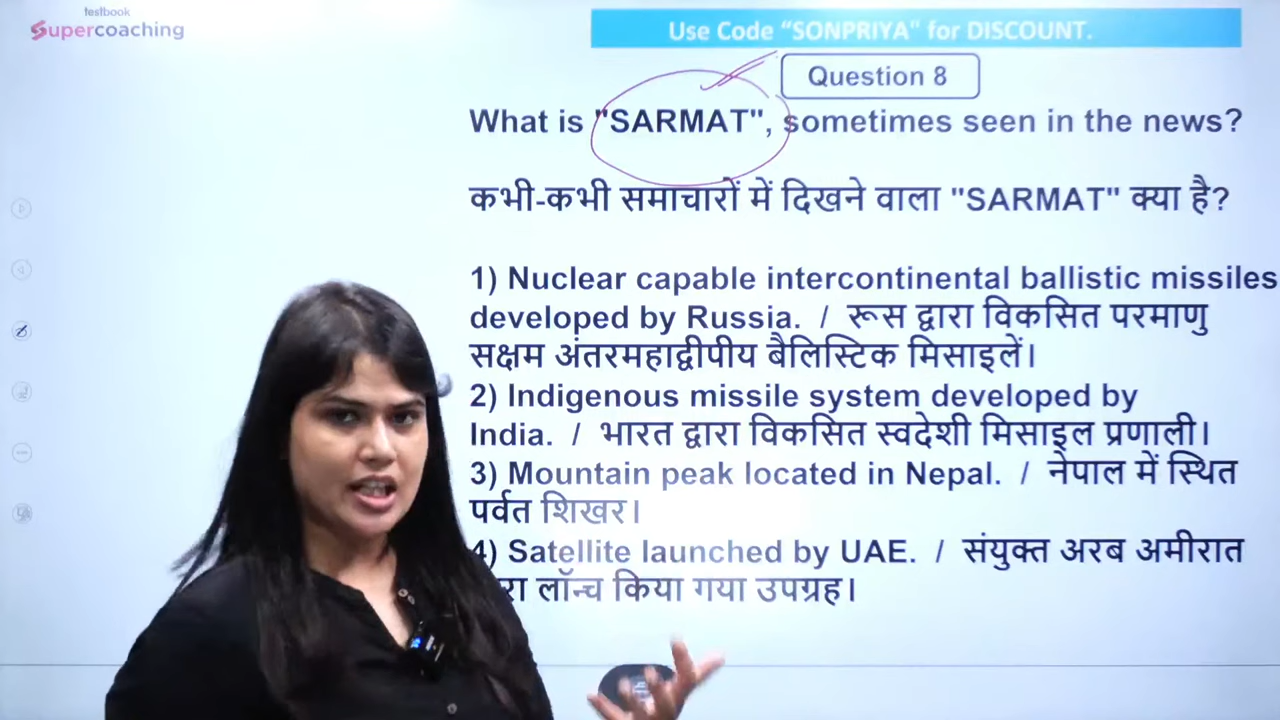 testbook
Supercoaching
Use Code “SONPRIYA" for DISCOUNT.
Question 8
What is "SARMAT", sometimes seen in the news?
कभी-कभी समाचारों में दिखने वाला "SARMAT" क्या है?
1) Nuclear capable intercontinental ballistic missiles
developed by Russia. / रूस द्वारा विकसित परमाणु
सक्षम अंतरमहाद्वीपीय बैलिस्टिक मिसाइलें।
2) Indigenous missile system developed by
India. / भारत द्वारा विकसित स्वदेशी मिसाइल प्रणाली।
3) Mountain peak located in Nepal. / नेपाल में स्थित
पर्वत शिखर।
4) Satellite launched by UAE. / संयुक्त अरब अमीरात
लॉन्च किया गया उपग्रह।